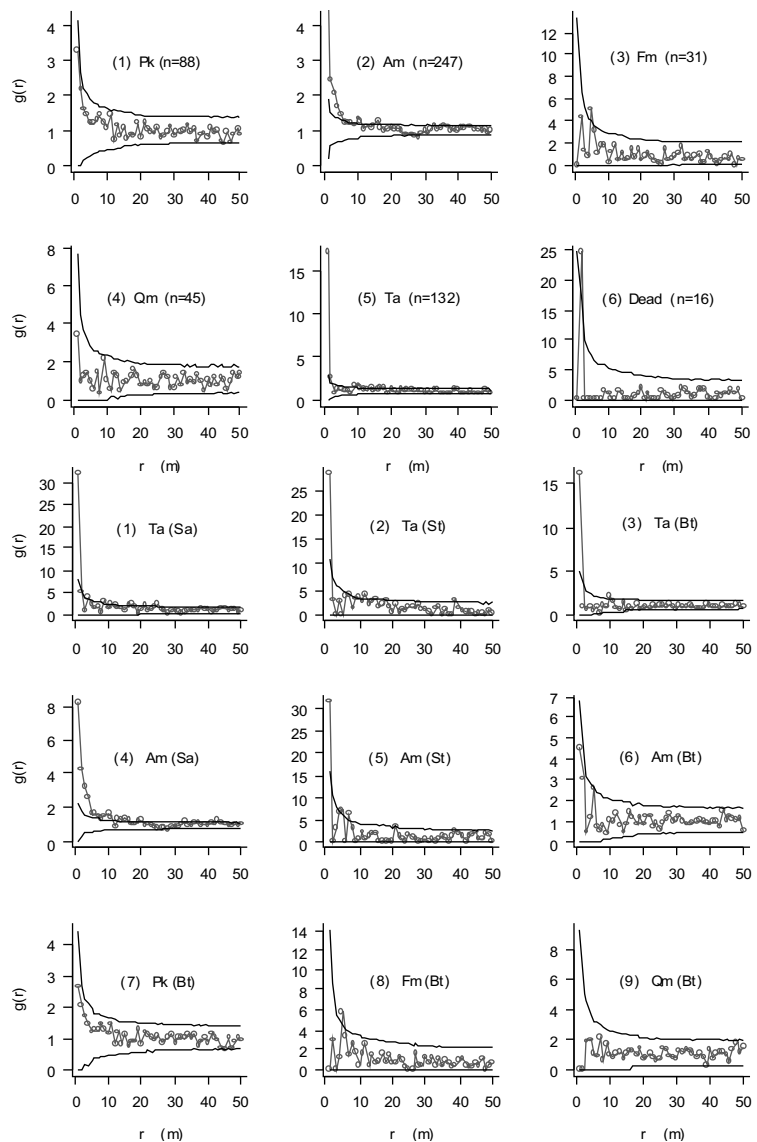 (1) Pk (n=88)
g(r)
4
3
2
1
0
0 10 20 30 40 50
(2) Am (n=247)
4
3
2
1
0
0 10 20 30 40 50
(3) Fm (n=31)
12
10
8
6
4
2
0
0 10 20 30 40 50
(4) Qm (n=45)
g(r)
8
6
4
2
0
0 10 20 30 40 50
r (m)
(5) Ta (n=132)
15
10
5
0
0 10 20 30 40 50
r (m)
(6) Dead (n=16)
25
20
15
10
5
0
0 10 20 30 40 50
r (m)
(1) Ta (Sa)
g(r)
30
25
20
15
10
5
0
0 10 20 30 40 50
(2) Ta (St)
25
20
15
10
5
0
0 10 20 30 40 50
(3) Ta (Bt)
15
10
5
0
0 10 20 30 40 50
(4) Am (Sa)
g(r)
8
6
4
2
0
0 10 20 30 40 50
(5) Am (St)
30
25
20
15
10
5
0
0 10 20 30 40 50
(6) Am (Bt)
7
6
5
4
3
2
1
0
0 10 20 30 40 50
(7) Pk (Bt)
g(r)
4
3
2
1
0
0 10 20 30 40 50
r (m)
(8) Fm (Bt)
14
12
10
8
6
4
2
0
0 10 20 30 40 50
r (m)
(9) Qm (Bt)
8
6
4
2
0
0 10 20 30 40 50
r (m)